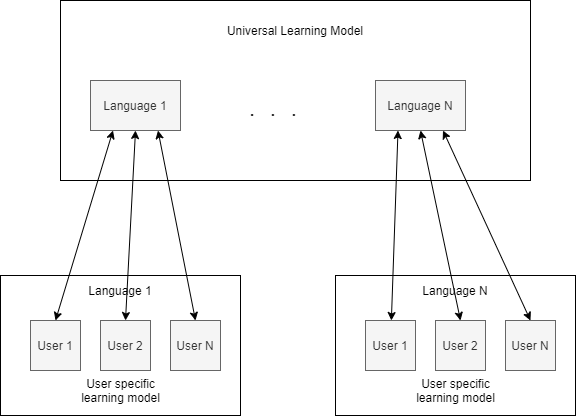 Universal Learning Model
Language 1
. . .
Language N
Language 1
User 1
User 2
User N
User specific
learning model
Language N
User 1
User 2
User N
User specific
learning model